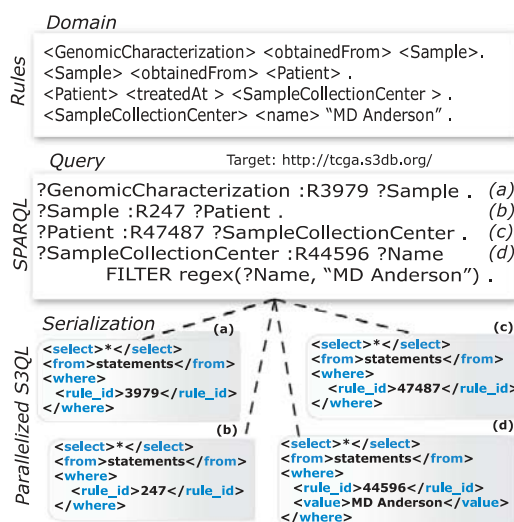 Domain
Rules
<GenomicCharacterization> <obtainedFrom> <Sample>.
<Sample> <obtainedFrom> <Patient> .
<Patient> <treatedAt > <SampleCollectionCenter > .
<SampleCollectionCenter> <name> “MD Anderson” .
Query
Target: http://tcga.s3db.org/
SPARQL
?GenomicCharacterization :R3979 ?Sample . (a)
?Sample :R247 ?Patient . (b)
?Patient :R47487 ?SampleCollectionCenter . (c)
?SampleCollectionCenter :R44596 ?Name (d)
FILTER regex(?Name, “MD Anderson”) .
Serialization
Parallelized S3QL
(a)
<select>*</select>
<from>statements</from>
<where>
<rule_id>3979</rule_id>
</where>
(c)
<select>*</select>
<from>statements</from>
<where>
<rule_id>47487</rule_id>
</where>
(b)
<select>*</select>
<from>statements</from>
<where>
<rule_id>247</rule_id>
</where>
(d)
<select>*</select>
<from>statements</from>
<where>
<rule_id>44596</rule_id>
<value>MD Anderson</value>
</where>